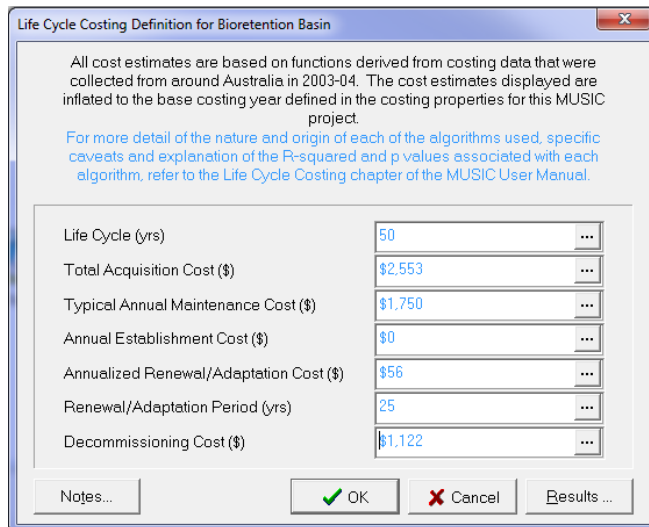 Life Cycle Costing Definition for Bioretention Basin
All cost estimates are based on functions derived from costing data that were
collected from around Australia in 2003-04. The cost estimates displayed are
inflated to the base costing year defined in the costing properties for this MUSIC
project.
For more detail of the nature and origin of each of the algorithms used, specific
caveats and explanation of the R-squared and p values associated with each
algorithm, refer to the Life Cycle Costing chapter of the MUSIC User Manual.
Life Cycle (yrs) 50 ...
Total Acquisition Cost ($) $2,553 ...
Typical Annual Maintenance Cost ($) $1,750 ...
Annual Establishment Cost ($) $0 ...
Annualized Renewal/Adaptation Cost ($) $56 ...
Renewal/Adaptation Period (yrs) 25 ...
Decommissioning Cost ($) $1,122 ...
Notes... OK Cancel Results ...